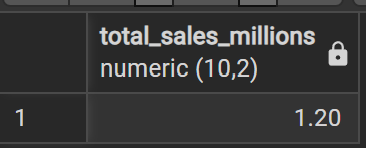 total_sales_millions
numeric (10,2)
1
1.20